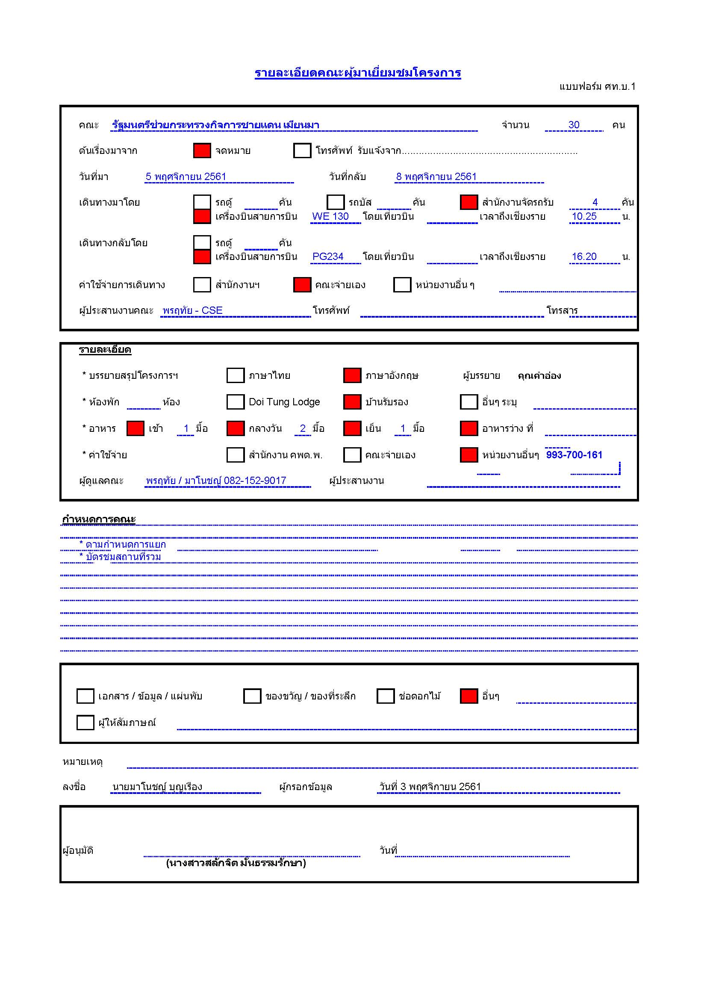 รายละเอียดคณะผู้มาเยี่ยมชมโครงการ
แบบฟอร์ม ศท.บ.1
คณะ รัฐมนตรีช่วยกระทรวงกิจการชายแดน เมียนมา จำนวน 30 คน
ต้นเรื่องมาจาก จดหมาย โทรศัพท์ รับแจ้งจาก..............................................................
วันที่มา 5 พฤศจิกายน 2561 วันที่กลับ 8 พฤศจิกายน 2561
เดินทางมาโดย รถตู้ คัน รถบัส คัน สำนักงานจัดรถรับ 4 คัน
เครื่องบินสายการบิน WE 130 โดยเที่ยวบิน เวลาถึงเชียงราย 10.25 น.
เดินทางกลับโดย รถตู้ คัน
เครื่องบินสายการบิน PG234 โดยเที่ยวบิน เวลาถึงเชียงราย 16.20 น.
ค่าใช้จ่ายการเดินทาง สำนักงานฯ คณะจ่ายเอง หน่วยงานอื่น ๆ
ผู้ประสานงานคณะ พรฤทัย - CSE โทรศัพท์ โทรสาร
รายละเอียด
* บรรยายสรุปโครงการฯ ภาษาไทย ภาษาอังกฤษ ผู้บรรยาย คุณคำอ่อง
* ห้องพัก ห้อง Doi Tung Lodge บ้านรับรอง อื่นๆ ระบุ
* อาหาร เช้า 1 มื้อ กลางวัน 2 มื้อ เย็น 1 มื้อ อาหารว่าง ที่
* ค่าใช้จ่าย สำนักงาน คพต.พ. คณะจ่ายเอง หน่วยงานอื่นๆ 993-700-161
ผู้ดูแลคณะ พรฤทัย / มาโนชญ์ 082-152-9017 ผู้ประสานงาน
กำหนดการคณะ
* ตามกำหนดการแยก
* บัตรชมสถานที่รวม
เอกสาร / ข้อมูล / แผ่นพับ ของขวัญ / ของที่ระลึก ช่อดอกไม้ อื่นๆ
ผู้ให้สัมภาษณ์
หมายเหตุ
ลงชื่อ นายมาโนชญ์ บุญเรือง ผู้กรอกข้อมูล วันที่ 3 พฤศจิกายน 2561
ผู้อนุมัติ วันที่
(นางสาวสลักจิต มั่นธรรมรักษา)